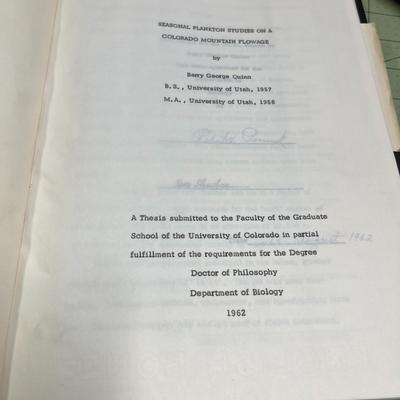 SEASONAL PLANKTON STUDIES ON A
COLORADO MOUNTAIN FLOWAGE
by
Barry George Quinn
B.S., University of Utah, 1957
M.A., University of Utah, 1958
A Thesis submitted to the Faculty of the Graduate
School of the University of Colorado in partial
1962
fulfillment of the requirements for the Degree
Doctor of Philosophy
Department of Biology
1962